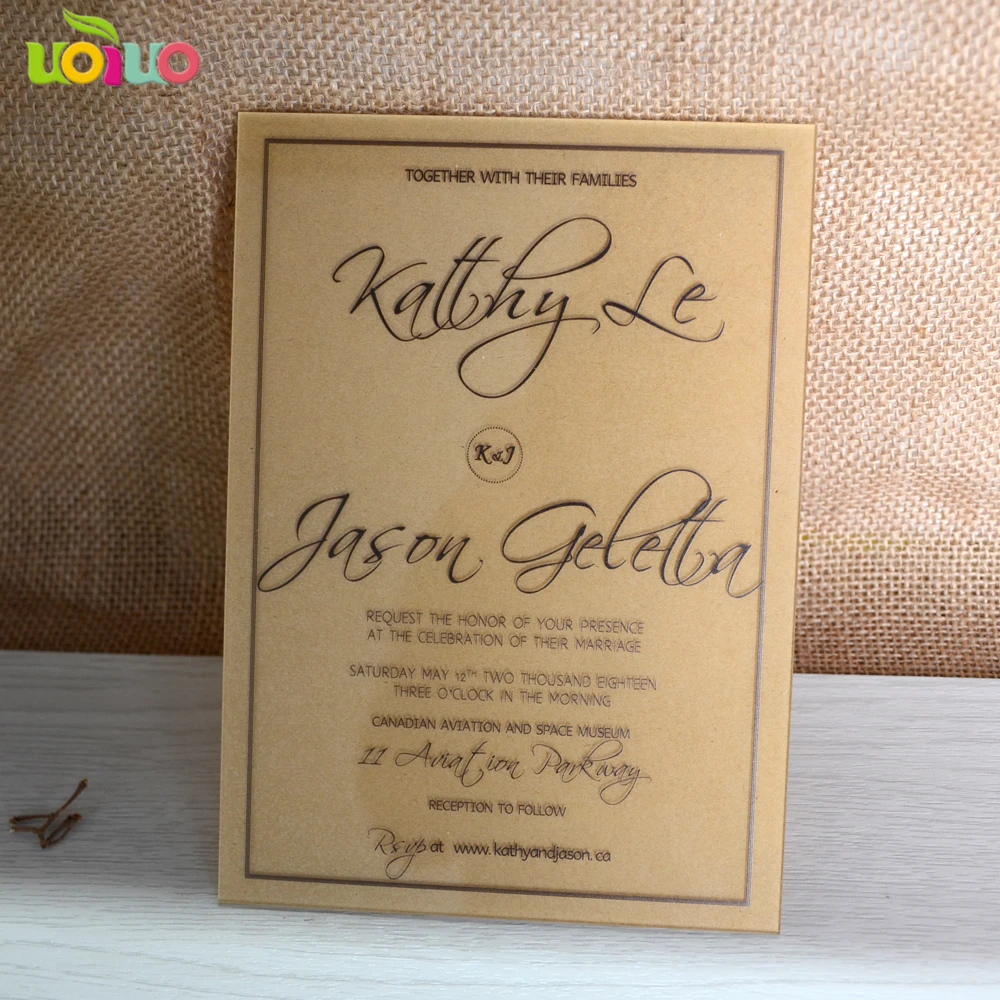 UOIUO
TOGETHER WITH THEIR FAMILIES
Katthy Le
K&J
Jason Geletta
REQUEST THE HONOR OF YOUR PRESENCE
AT THE CELEBRATION OF THEIR MARRIAGE
SATURDAY MAY 12TH TWO THOUSAND EIGHTEEN
THREE O'CLOCK IN THE MORNING
CANADIAN AVIATION AND SPACE MUSEUM
11 Aviation Parkway
RECEPTION TO FOLLOW
Rsvp at www.kathyandjason.ca